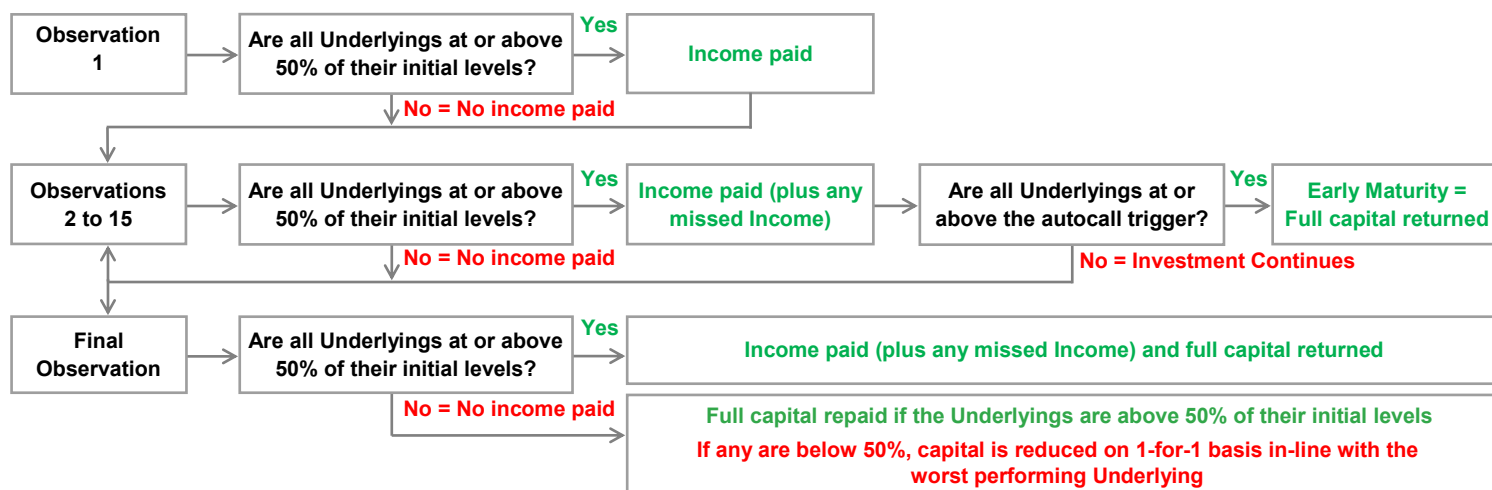 Observation
1
Are all Underlyings at or above
50% of their initial levels?
Yes
Income paid
No = No income paid
Observations
2 to 15
Are all Underlyings at or above
50% of their initial levels?
Yes
Income paid (plus any
missed Income)
Are all Underlyings at or
above the autocall trigger?
Yes
Early Maturity =
Full capital returned
No = No income paid
No = Investment Continues
Final
Observation
Are all Underlyings at or above
50% of their initial levels?
Yes
Income paid (plus any missed Income) and full capital returned
No = No income paid
Full capital repaid if the Underlyings are above 50% of their initial levels
If any are below 50%, capital is reduced on 1-for-1 basis in-line with the
worst performing Underlying